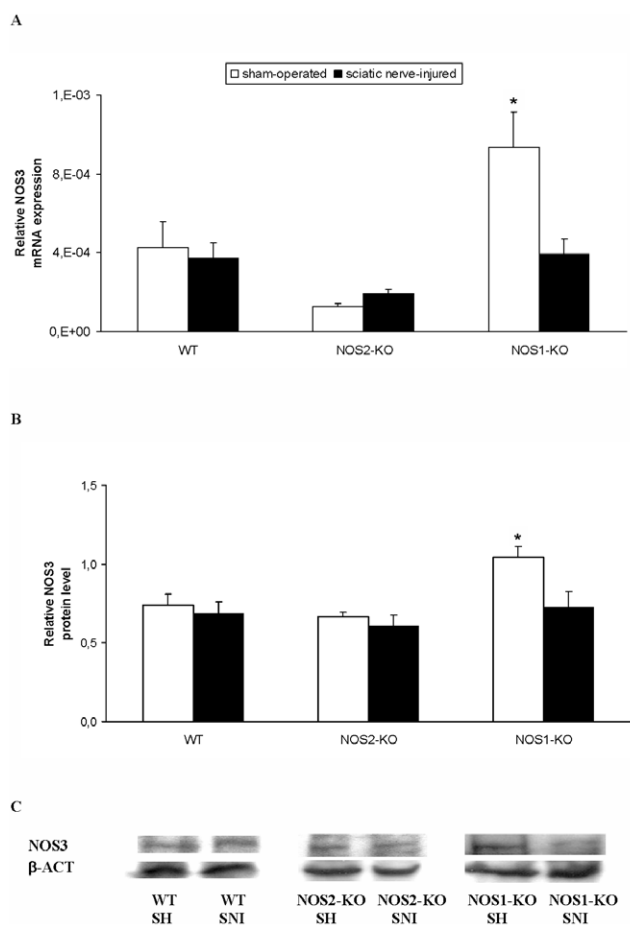 A
sham-operated sciatic nerve-injured
Relative NOS3
mRNA expression
1,E-03
8,E-04
4,E-04
0,E+00
*
WT NOS2-KO NOS1-KO
B
Relative NOS3
protein level
1,5
1,0
0,5
0,0
*
WT NOS2-KO NOS1-KO
C
NOS3
β-ACT
WT WT NOS2-KO NOS2-KO NOS1-KO NOS1-KO
SH SNI SH SNI SH SNI